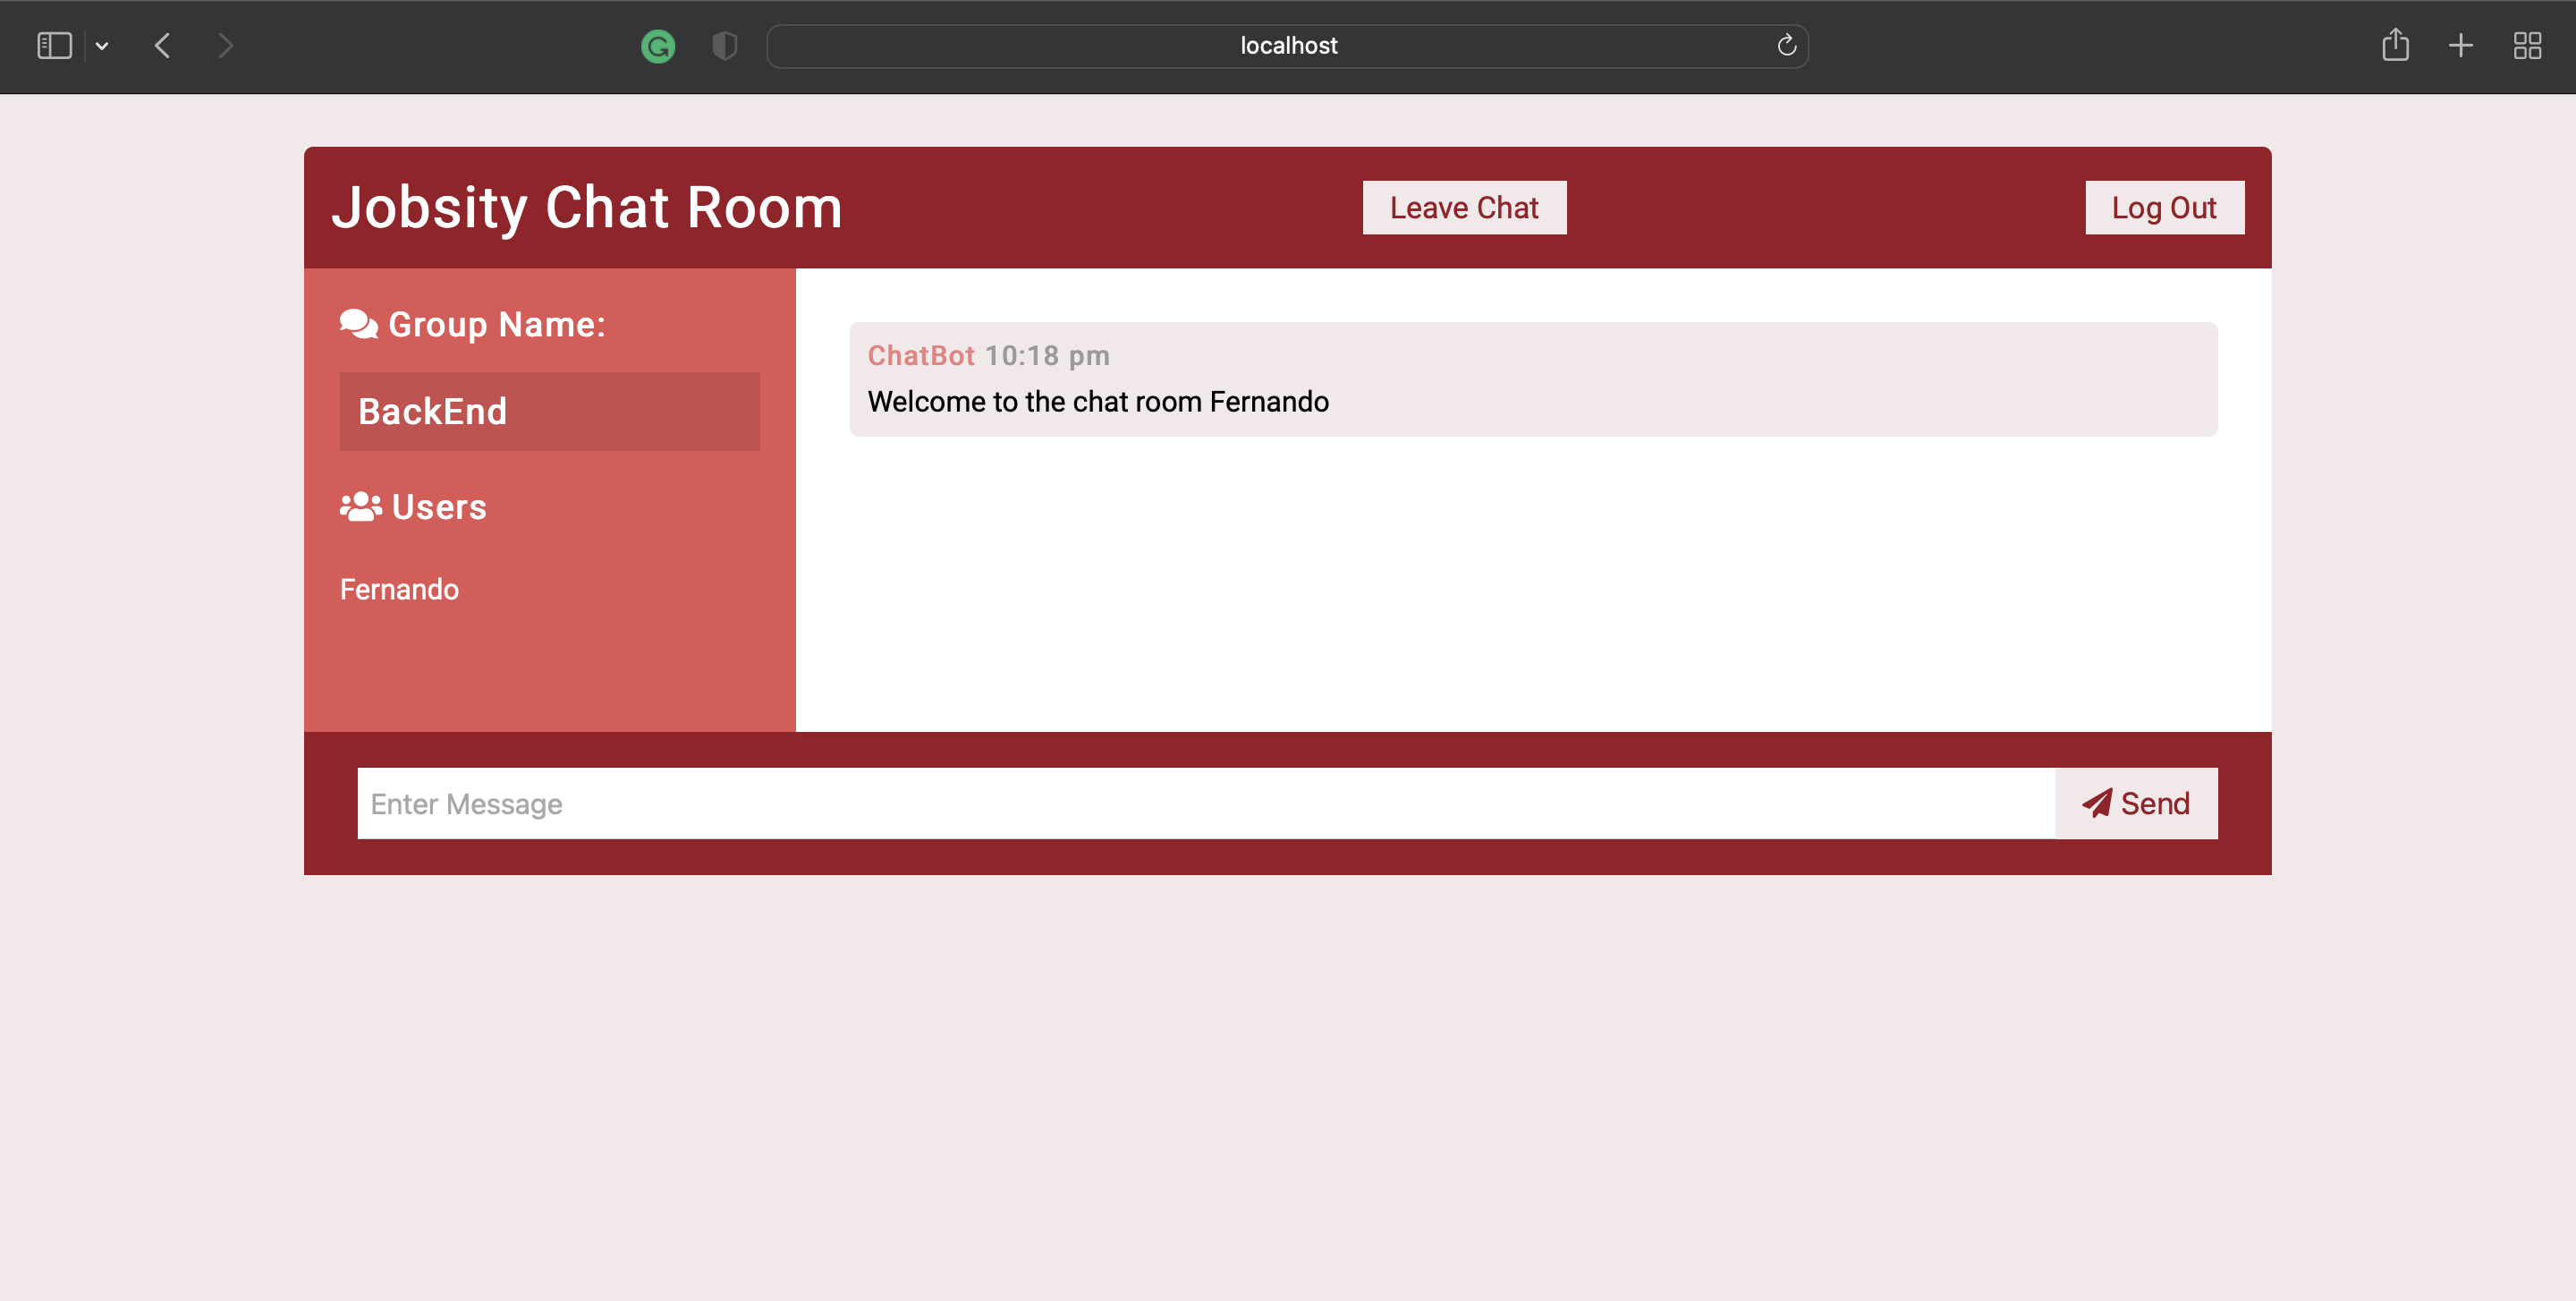 localhost
Jobsity Chat Room
Leave Chat
Log Out
Group Name:
BackEnd
Users
Fernando
ChatBot 10:18 pm
Welcome to the chat room Fernando
Enter Message
Send